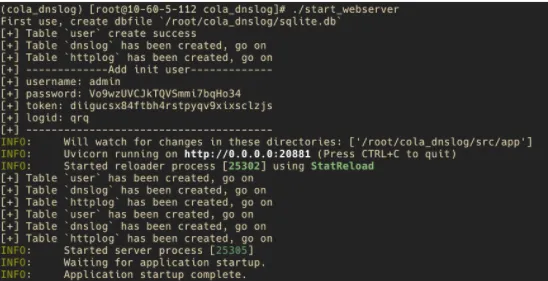 (cola_dnslog) [root@10-60-5-112 cola_dnslog]# ./start_webserver
First use, create dbfile `/root/cola_dnslog/sqlite.db`
[+] Table `user` create success
[+] Table `dnslog` has been created, go on
[+] Table `httplog` has been created, go on
[+] -------------Add init user-------------
[+] username: admin
[+] password: Vo9wzUVCJkTQVSmmi7bqHo34
[+] token: diigucsx84ftbh4rstpyqv9xixsclzjs
[+] logid: qrq
[+] ---------------------------------------
INFO:     Will watch for changes in these directories: ['/root/cola_dnslog/src/app']
INFO:     Uvicorn running on http://0.0.0.0:20881 (Press CTRL+C to quit)
INFO:     Started reloader process [25302] using StatReload
[+] Table `user` has been created, go on
[+] Table `dnslog` has been created, go on
[+] Table `httplog` has been created, go on
[+] Table `user` has been created, go on
[+] Table `dnslog` has been created, go on
[+] Table `httplog` has been created, go on
INFO:     Started server process [25305]
INFO:     Waiting for application startup.
INFO:     Application startup complete.